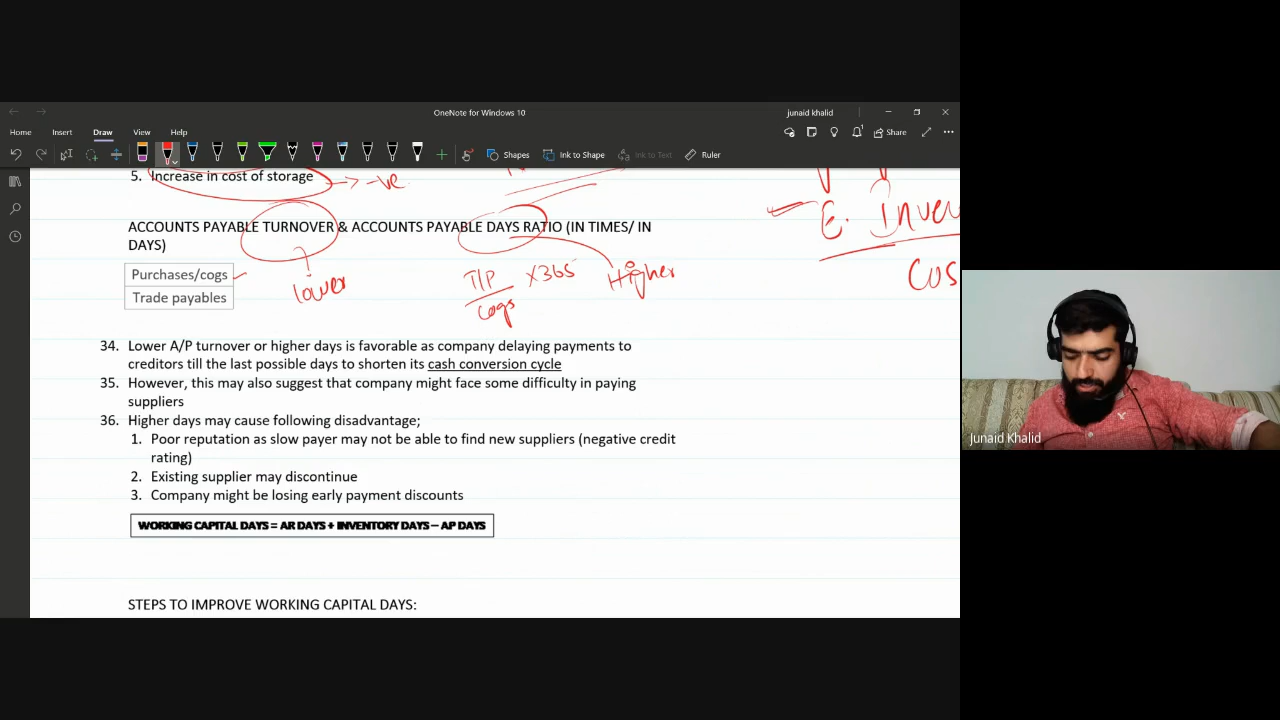 OneNote for Windows 10
junaid khalid
Home Insert Draw View Help
Share
Shapes Ink to Shape Ink to Text Ruler
5. Increase in cost of storage -> -ve
ACCOUNTS PAYABLE TURNOVER & ACCOUNTS PAYABLE DAYS RATIO (IN TIMES/ IN
DAYS)
Purchases/cogs
Trade payables
lower
T/P x365
cogs
Higher
E. Inven
Cos
34. Lower A/P turnover or higher days is favorable as company delaying payments to
creditors till the last possible days to shorten its cash conversion cycle
35. However, this may also suggest that company might face some difficulty in paying
suppliers
36. Higher days may cause following disadvantage;
1. Poor reputation as slow payer may not be able to find new suppliers (negative credit
rating)
2. Existing supplier may discontinue
3. Company might be losing early payment discounts
WORKING CAPITAL DAYS = AR DAYS + INVENTORY DAYS – AP DAYS
STEPS TO IMPROVE WORKING CAPITAL DAYS:
Junaid Khalid